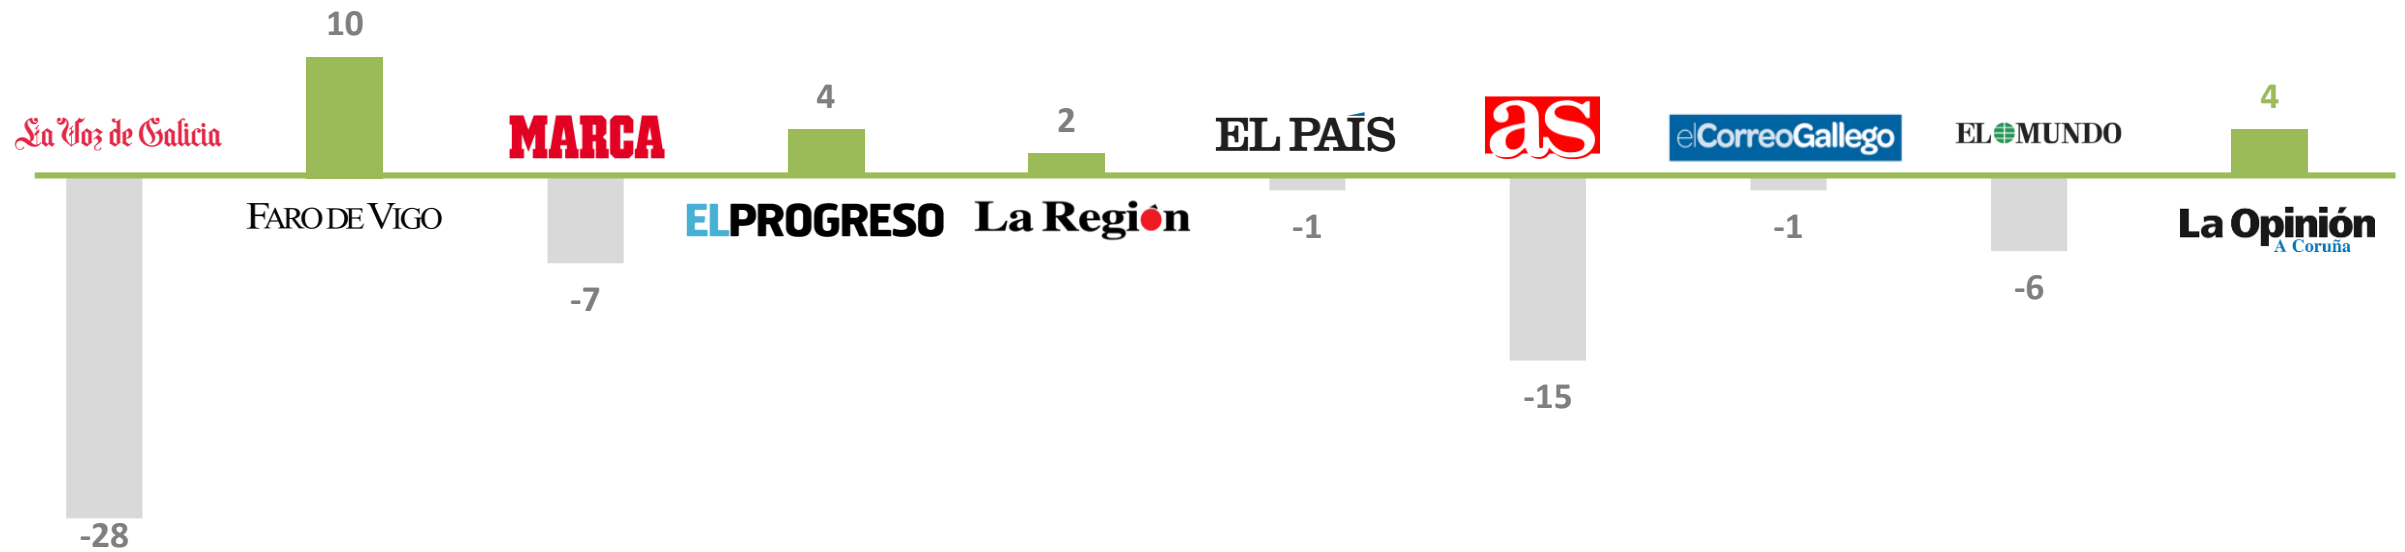 10
La Voz de Galicia
MARCA
4
2
EL PAÍS
as
elCorreoGallego
EL MUNDO
4
FARO DE VIGO
ELPROGRESO
La Región
-1
-1
La Opinión
A Coruña
-7
-6
-15
-28